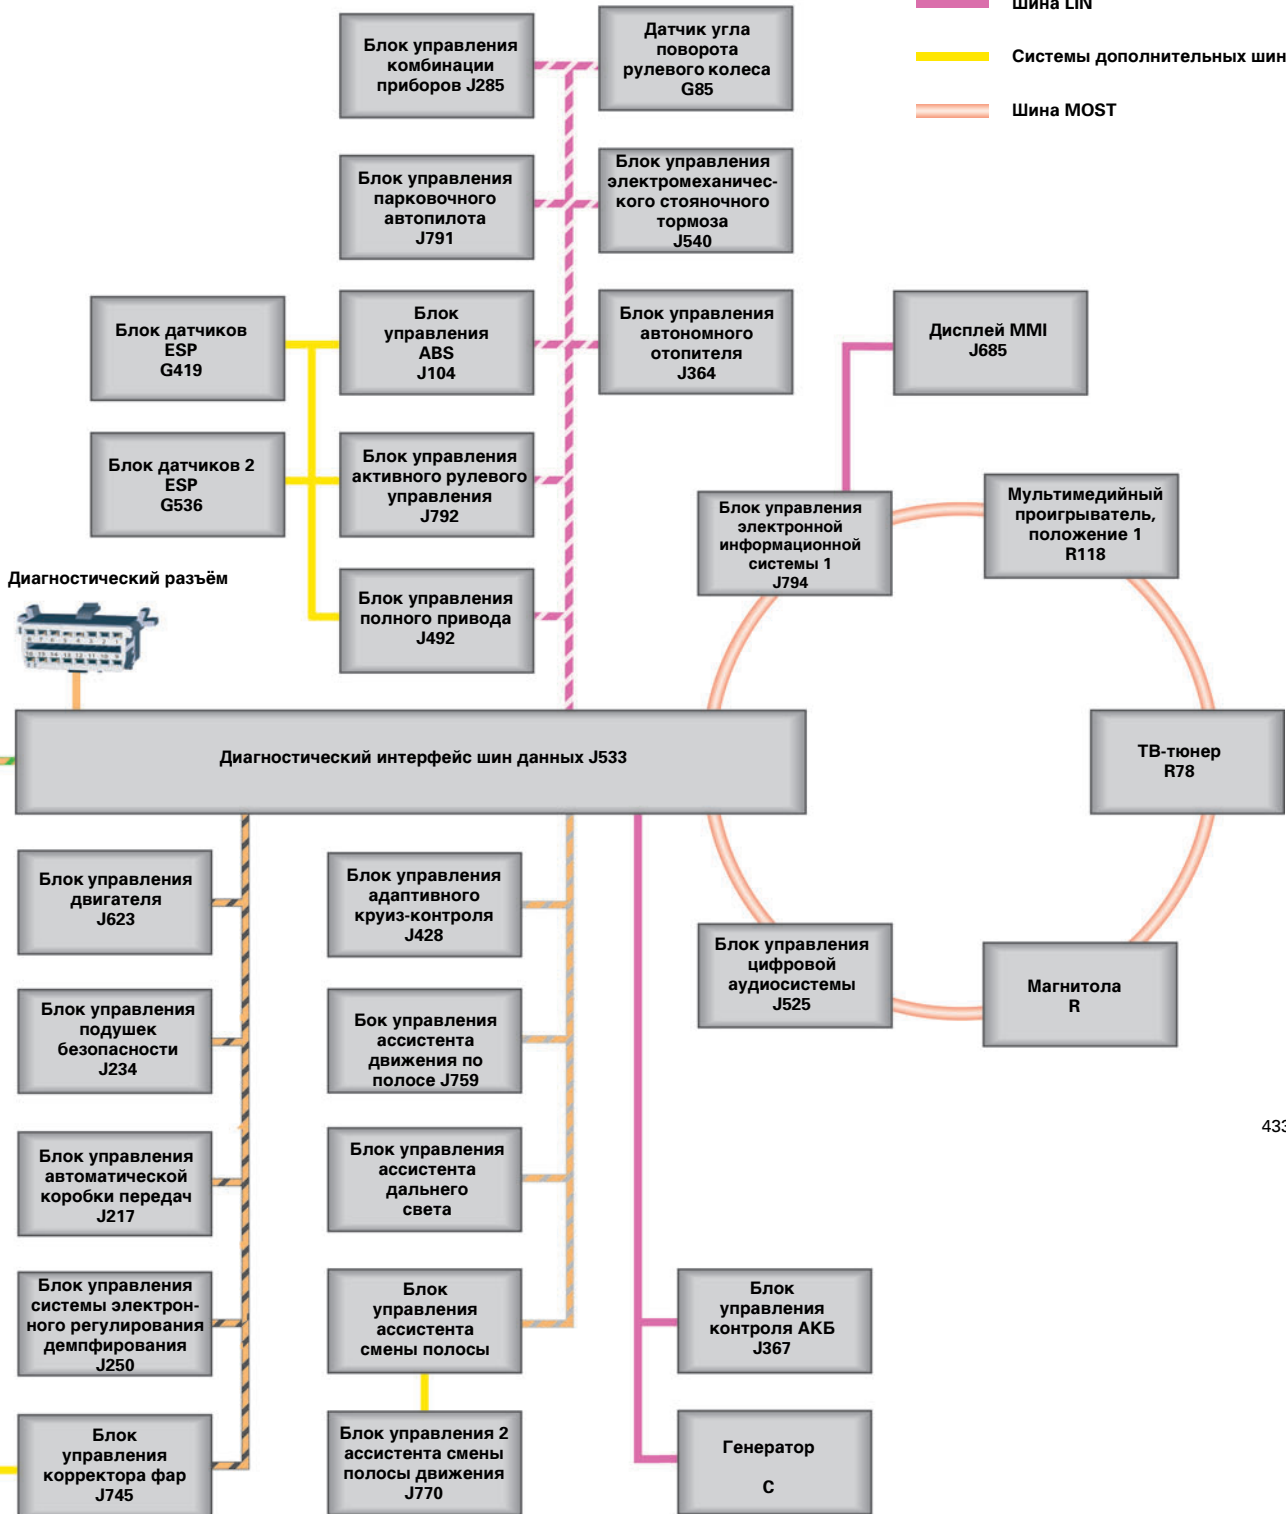 Шина LIN
Системы дополнительных шин
Шина MOST
Блок управления
комбинации
приборов J285
Датчик угла
поворота
рулевого колеса
G85
Блок управления
парковочного
автопилота
J791
Блок управления
электромеханичес-
кого стояночного
тормоза
J540
Блок датчиков
ESP
G419
Блок
управления
ABS
J104
Блок управления
автономного
отопителя
J364
Дисплей MMI
J685
Блок датчиков 2
ESP
G536
Блок управления
активного рулевого
управления
J792
Блок управления
электронной
информационной
системы 1
J794
Мультимедийный
проигрыватель,
положение 1
R118
Диагностический разъём
Блок управления
полного привода
J492
Диагностический интерфейс шин данных J533
ТВ-тюнер
R78
Блок управления
двигателя
J623
Блок управления
адаптивного
круиз-контроля
J428
Блок управления
цифровой
аудиосистемы
J525
Магнитола
R
Блок управления
подушек
безопасности
J234
Бок управления
ассистента
движения по
полосе J759
433
Блок управления
автоматической
коробки передач
J217
Блок управления
ассистента
дальнего
света
Блок управления
системы электрон-
ного регулирования
демпфирования
J250
Блок
управления
ассистента
смены полосы
Блок
управления
контроля АКБ
J367
Блок
управления
корректора фар
J745
Блок управления 2
ассистента смены
полосы движения
J770
Генератор
C